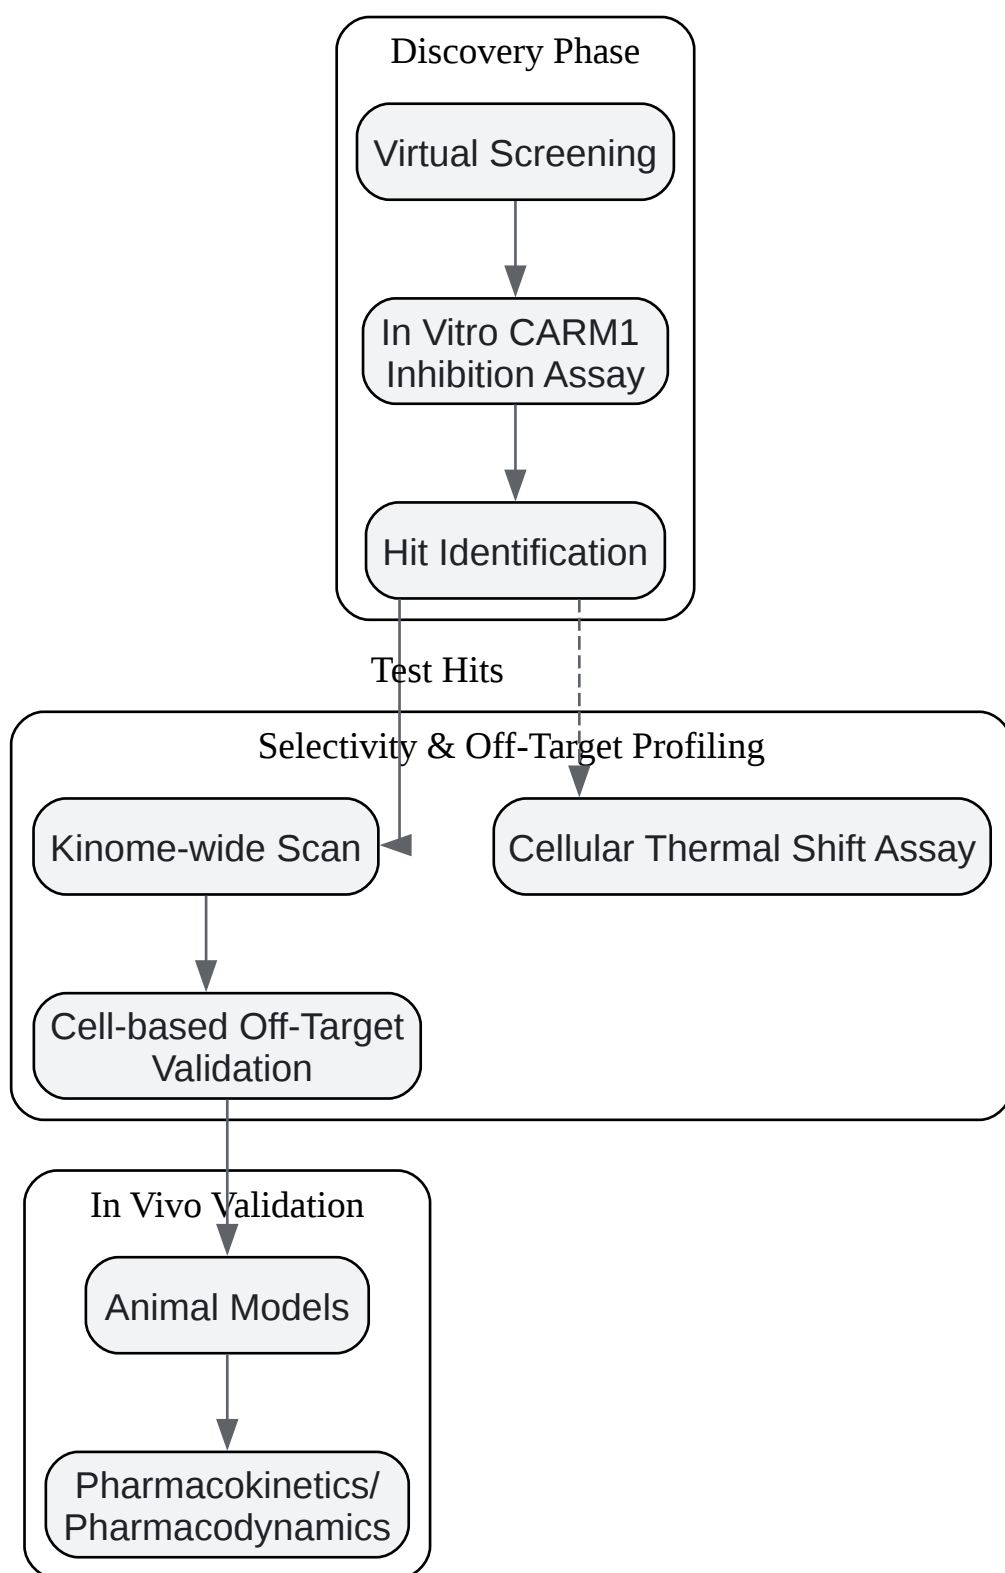 Discovery Phase
Virtual Screening
In Vitro CARM1
Inhibition Assay
Hit Identification
Test Hits
Selectivity & Off-Target Profiling
Kinome-wide Scan
Cellular Thermal Shift Assay
Cell-based Off-Target
Validation
In Vivo Validation
Animal Models
Pharmacokinetics/
Pharmacodynamics